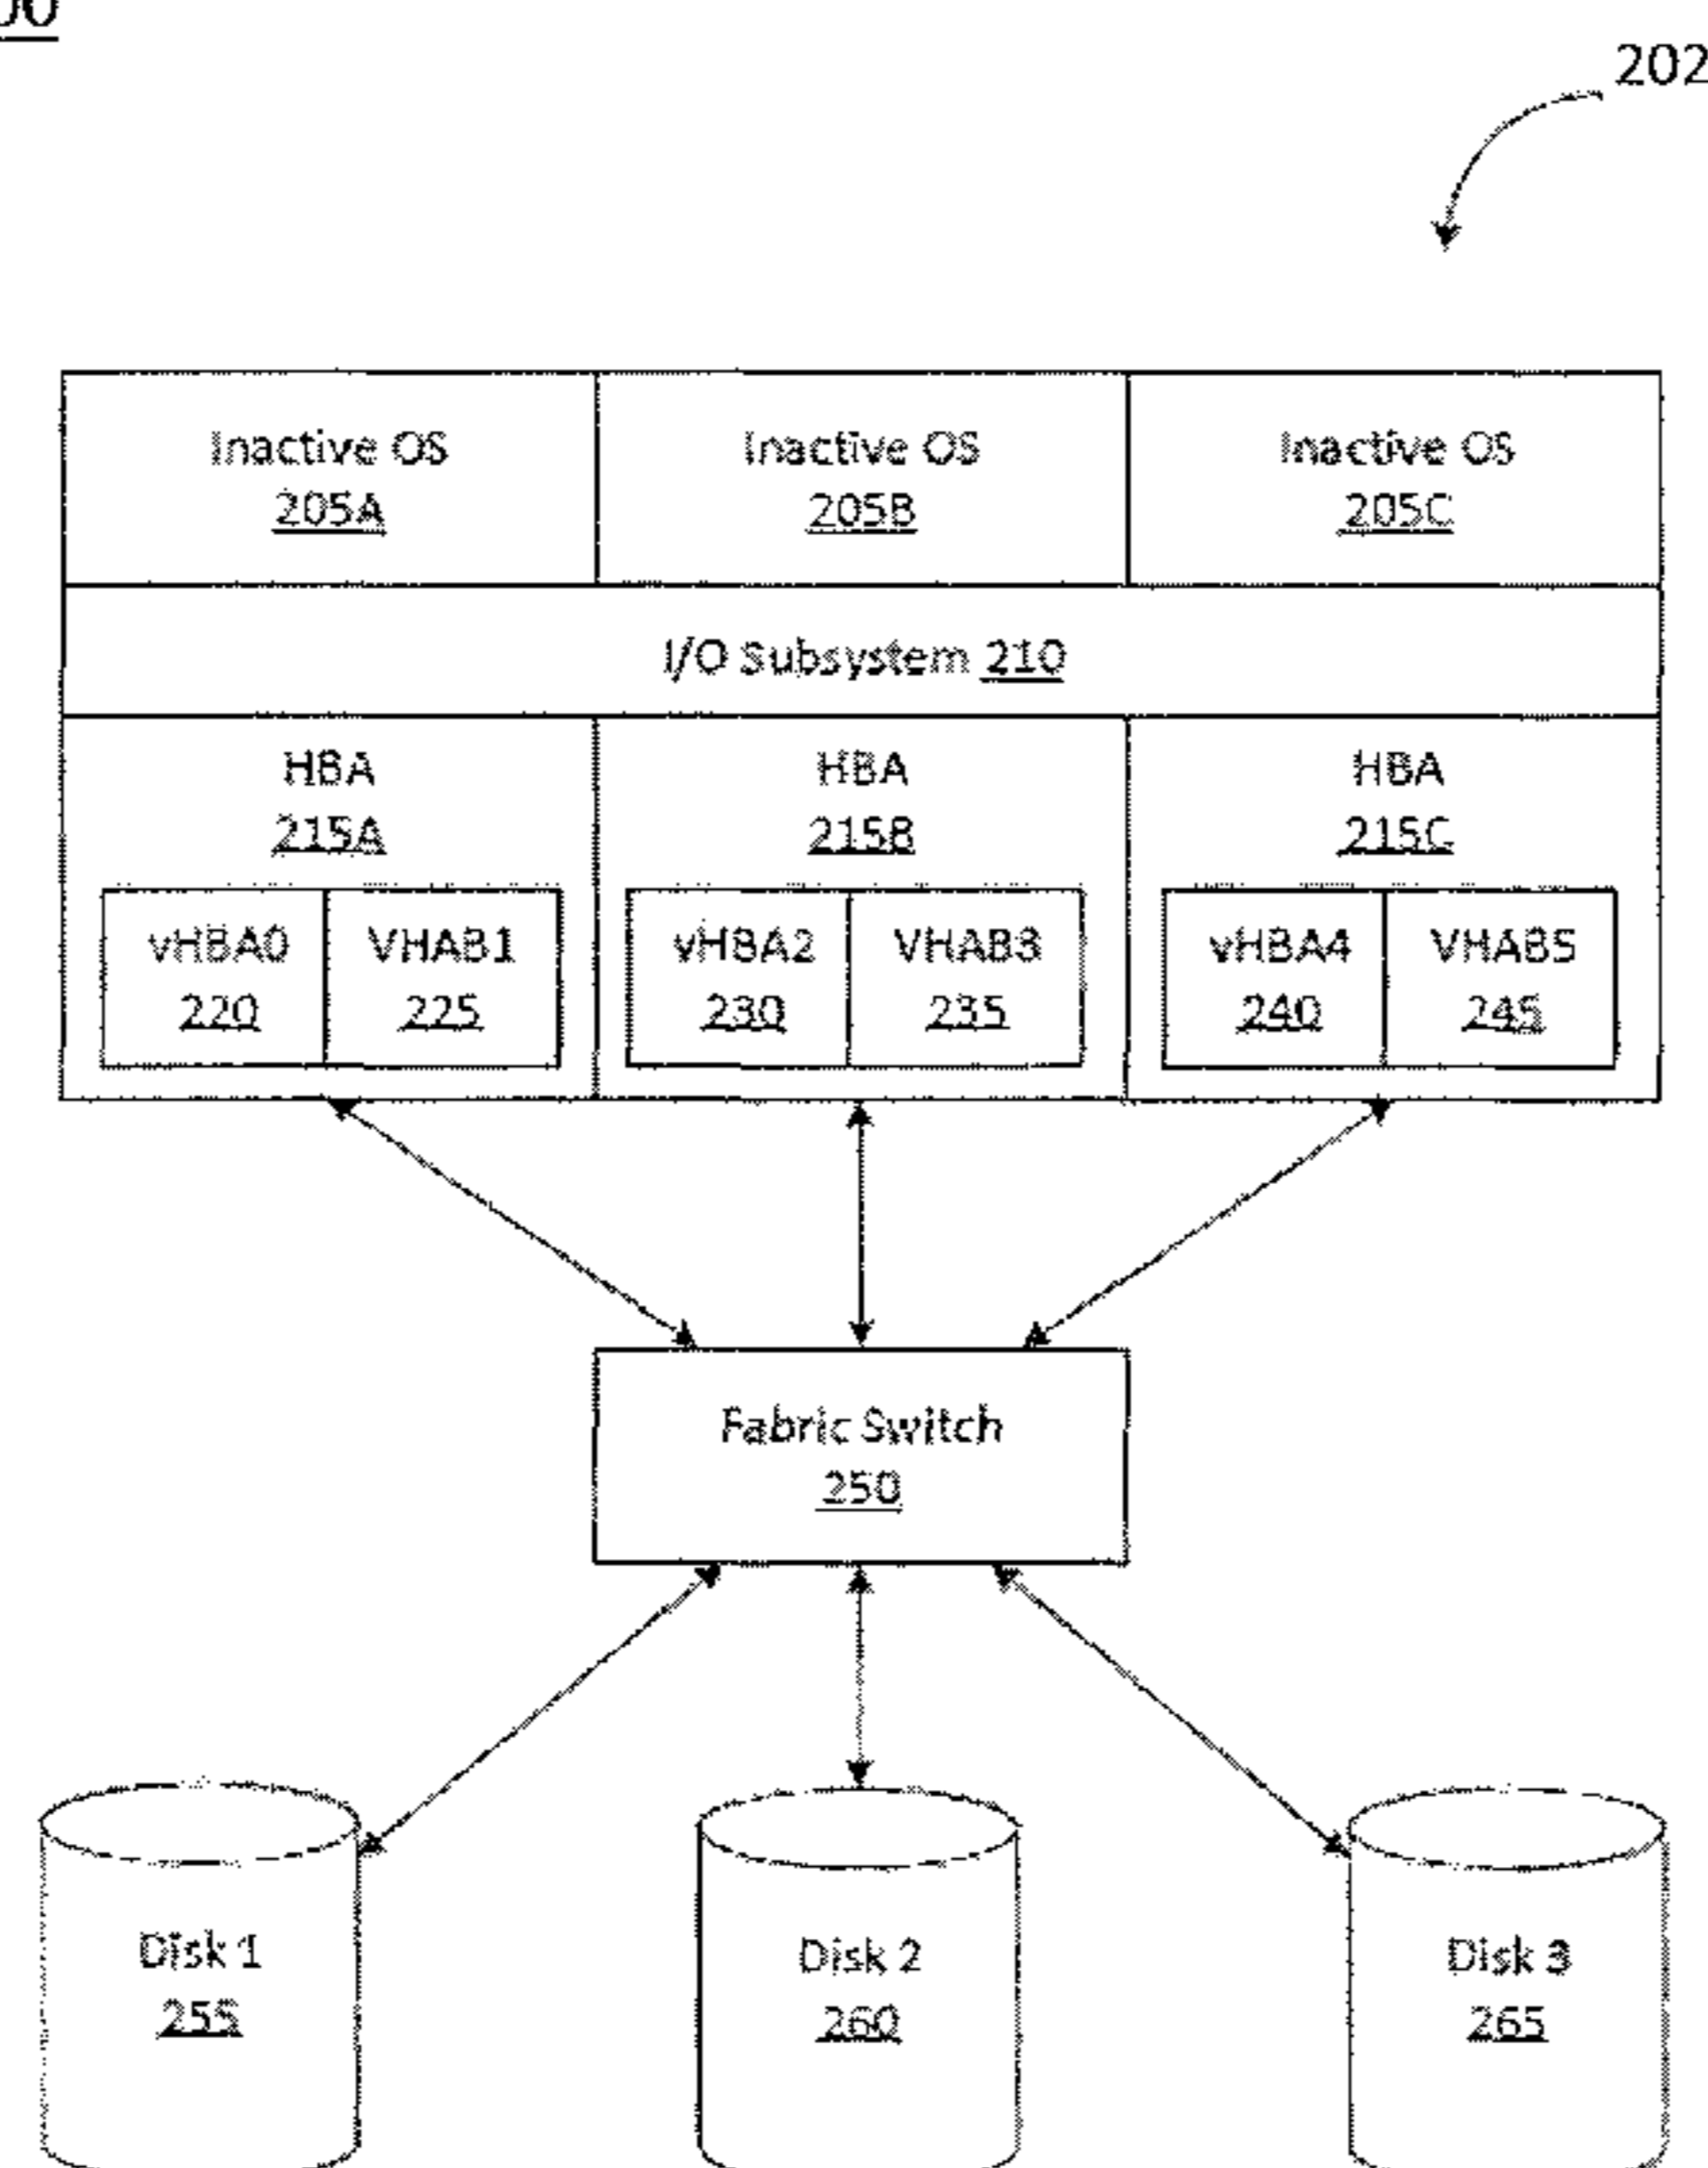 00
202
Inactive OS
205A
Inactive OS
205B
Inactive OS
205C
I/O Subsystem 210
HBA
215A
HBA
215B
HBA
215C
vHBA0
220
VHAB1
225
vHBA2
230
VHAB3
235
vHBA4
240
VHAB5
245
Fabric Switch
250
Disk 1
255
Disk 2
260
Disk 3
265